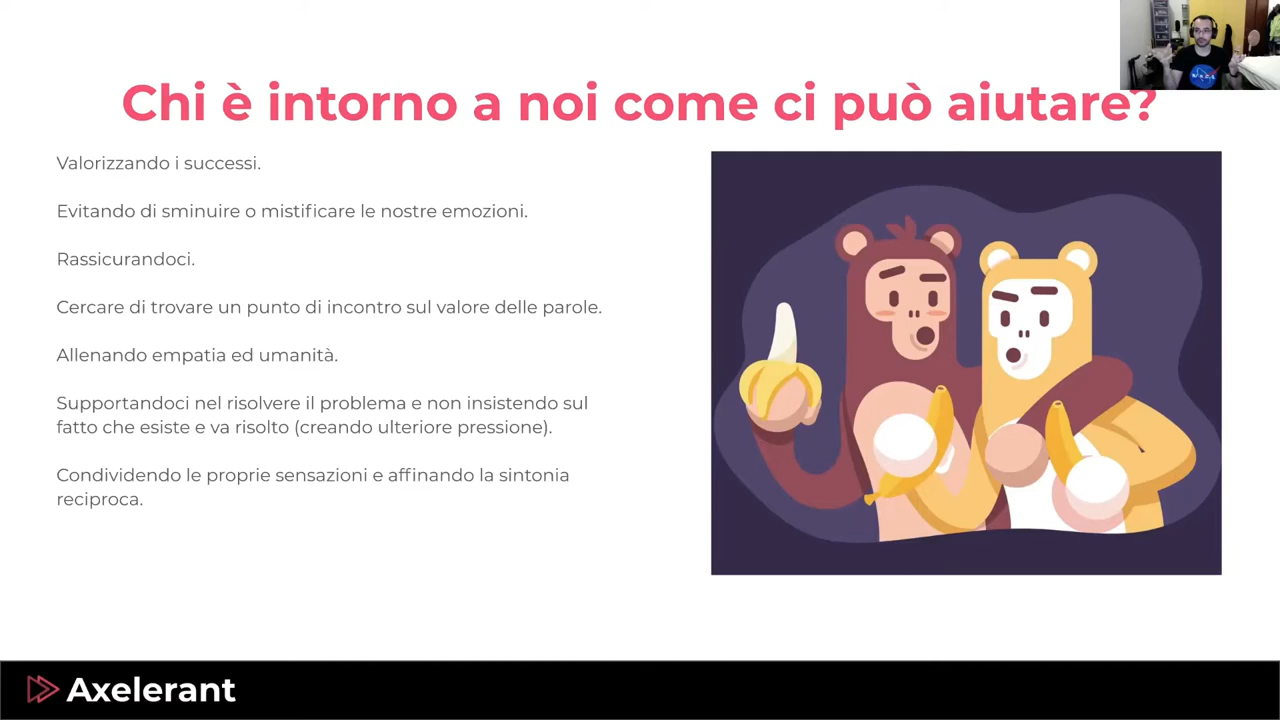 Chi è intorno a noi come ci può aiutare?
Valorizzando i successi.
Evitando di sminuire o mistificare le nostre emozioni.
Rassicurandoci.
Cercare di trovare un punto di incontro sul valore delle parole.
Allenando empatia ed umanità.
Supportandoci nel risolvere il problema e non insistendo sul
fatto che esiste e va risolto (creando ulteriore pressione).
Condividendo le proprie sensazioni e affinando la sintonia
reciproca.
Axelerant